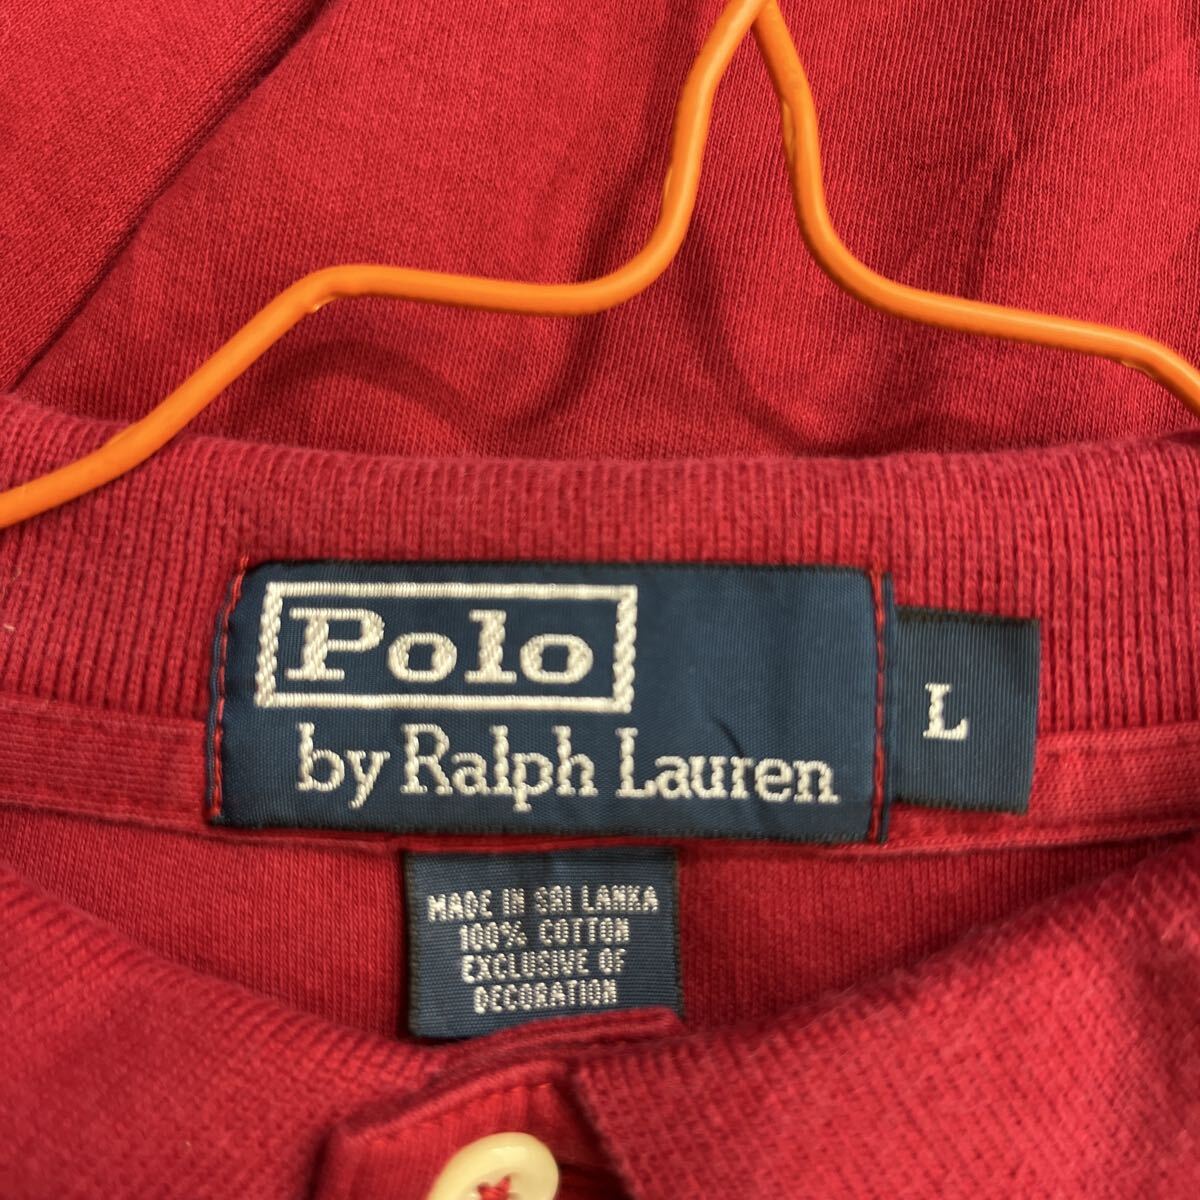 Polo
by Ralph Lauren
L
MADE IN SRI LANKA
100% COTTON
EXCLUSIVE OF
DECORATION